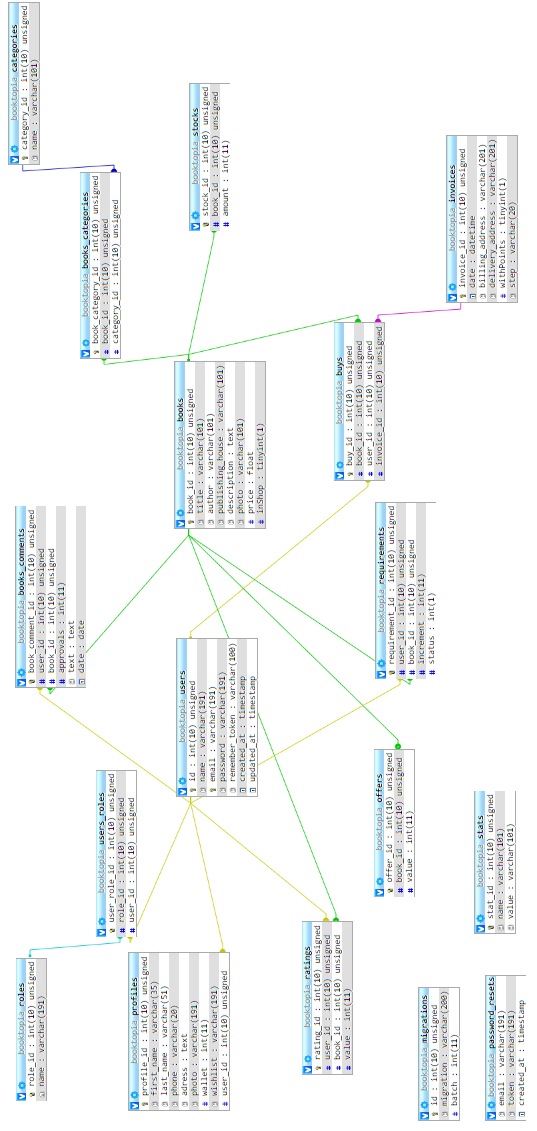 booktopia categories
category_id : int(10) unsigned
name : varchar(101)
booktopia stocks
stock_id : int(10) unsigned
book_id : int(10) unsigned
amount : int(11)
booktopia invoices
invoice_id : int(10) unsigned
date : datetime
billing_address : varchar(201)
delivery_address : varchar(201)
withPoints : tinyint(1)
step : varchar(20)
booktopia books_categories
book_category_id : int(10) unsigned
book_id : int(10) unsigned
category_id : int(10) unsigned
booktopia buys
buy_id : int(10) unsigned
book_id : int(10) unsigned
user_id : int(10) unsigned
invoice_id : int(10) unsigned
booktopia books
book_id : int(10) unsigned
title : varchar(101)
author : varchar(101)
publishing_house : varchar(101)
description : text
photo : varchar(101)
price : float
inShop : tinyint(1)
booktopia books_comments
book_comment_id : int(10) unsigned
user_id : int(10) unsigned
book_id : int(10) unsigned
approvals : int(11)
text : text
date : date
booktopia requirements
requirement_id : int(10) unsigned
user_id : int(10) unsigned
book_id : int(10) unsigned
increment : int(11)
status : int(1)
booktopia users
id : int(10) unsigned
name : varchar(191)
email : varchar(191)
password : varchar(191)
remember_token : varchar(100)
created_at : timestamp
updated_at : timestamp
booktopia users_roles
user_role_id : int(10) unsigned
role_id : int(10) unsigned
user_id : int(10) unsigned
booktopia offers
offer_id : int(10) unsigned
book_id : int(10) unsigned
value : int(11)
booktopia stats
stat_id : int(10) unsigned
name : varchar(101)
value : varchar(101)
booktopia roles
role_id : int(10) unsigned
name : varchar(191)
booktopia profiles
profile_id : int(10) unsigned
first_name : varchar(35)
last_name : varchar(51)
phone : varchar(20)
adress : text
photo : varchar(191)
wallet : int(11)
wishlist : varchar(191)
user_id : int(10) unsigned
booktopia ratings
rating_id : int(10) unsigned
user_id : int(10) unsigned
book_id : int(10) unsigned
value : int(11)
booktopia migrations
id : int(10) unsigned
migration : varchar(200)
batch : int(11)
booktopia password_resets
email : varchar(191)
token : varchar(191)
created_at : timestamp